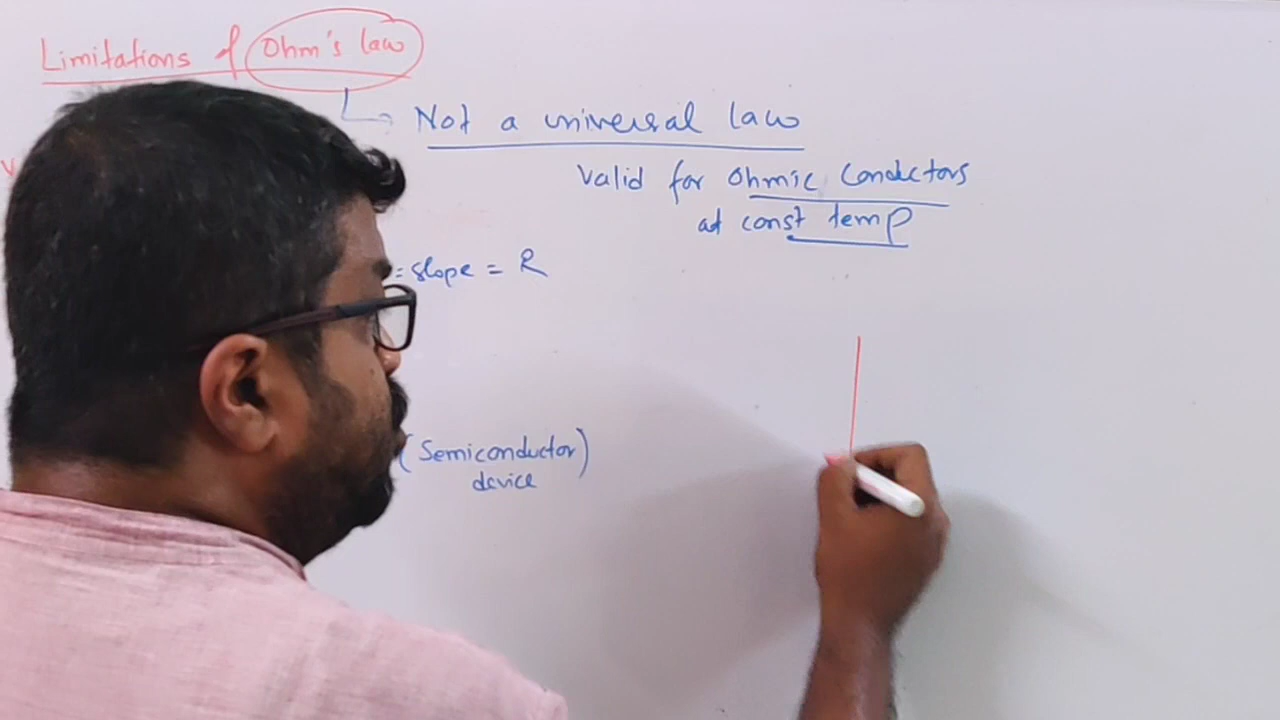 Limitations of Ohm's law
Not a universal law
Valid for Ohmic Conductors
at const temp
V
= slope = R
(Semiconductor)
device